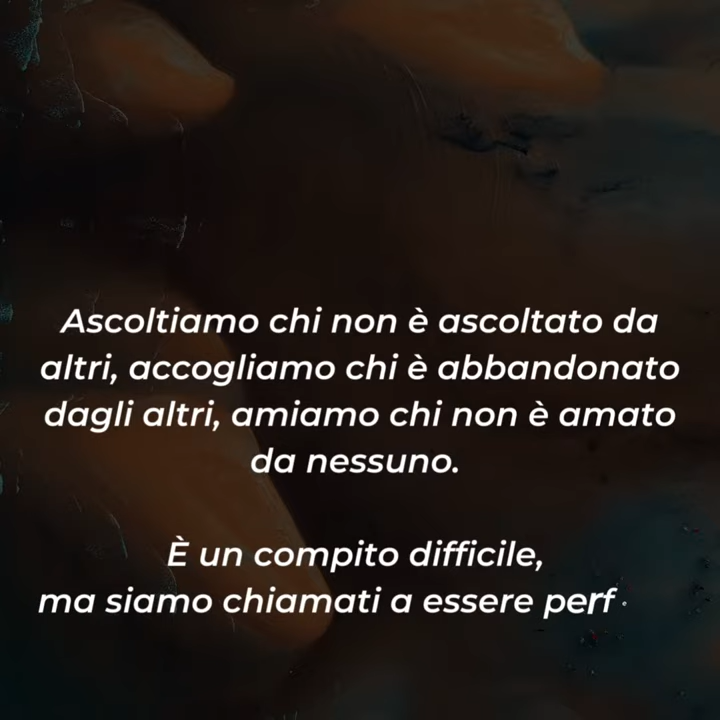 Ascoltiamo chi non è ascoltato da
altri, accogliamo chi è abbandonato
dagli altri, amiamo chi non è amato
da nessuno.
È un compito difficile,
ma siamo chiamati a essere perf